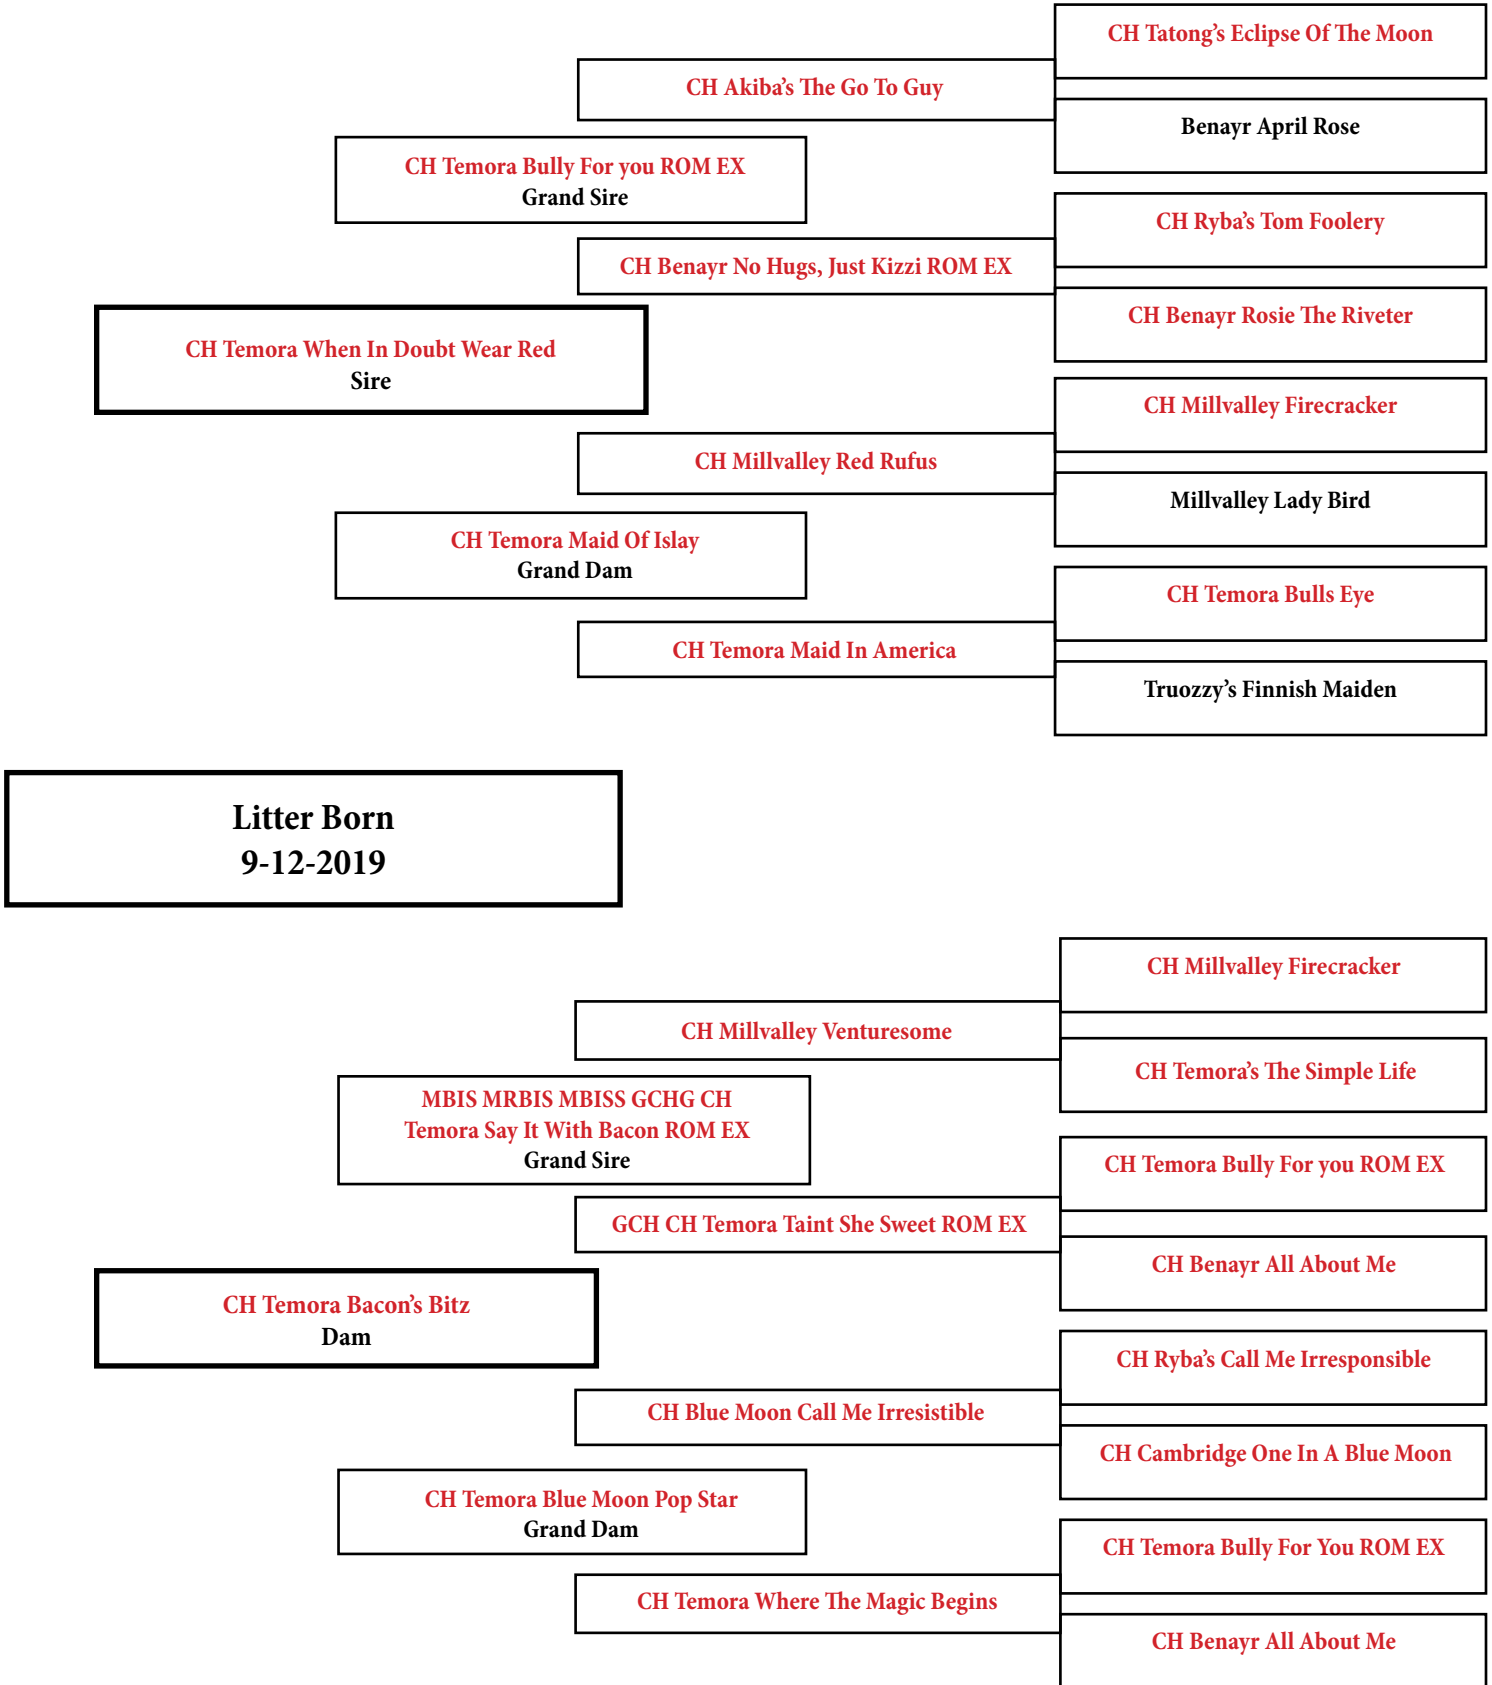 CH Tatong’s Eclipse Of The Moon
CH Akiba’s The Go To Guy
Benayr April Rose
CH Temora Bully For you ROM EX
Grand Sire
CH Ryba’s Tom Foolery
CH Benayr No Hugs, Just Kizzi ROM EX
CH Benayr Rosie The Riveter
CH Temora When In Doubt Wear Red
Sire
CH Millvalley Firecracker
CH Millvalley Red Rufus
Millvalley Lady Bird
CH Temora Maid Of Islay
Grand Dam
CH Temora Bulls Eye
CH Temora Maid In America
Truozzy’s Finnish Maiden
Litter Born
9-12-2019
CH Millvalley Firecracker
CH Millvalley Venturesome
CH Temora’s The Simple Life
MBIS MRBIS MBISS GCHG CH
Temora Say It With Bacon ROM EX
Grand Sire
CH Temora Bully For you ROM EX
GCH CH Temora Taint She Sweet ROM EX
CH Benayr All About Me
CH Temora Bacon’s Bitz
Dam
CH Ryba’s Call Me Irresponsible
CH Blue Moon Call Me Irresistible
CH Cambridge One In A Blue Moon
CH Temora Blue Moon Pop Star
Grand Dam
CH Temora Bully For You ROM EX
CH Temora Where The Magic Begins
CH Benayr All About Me